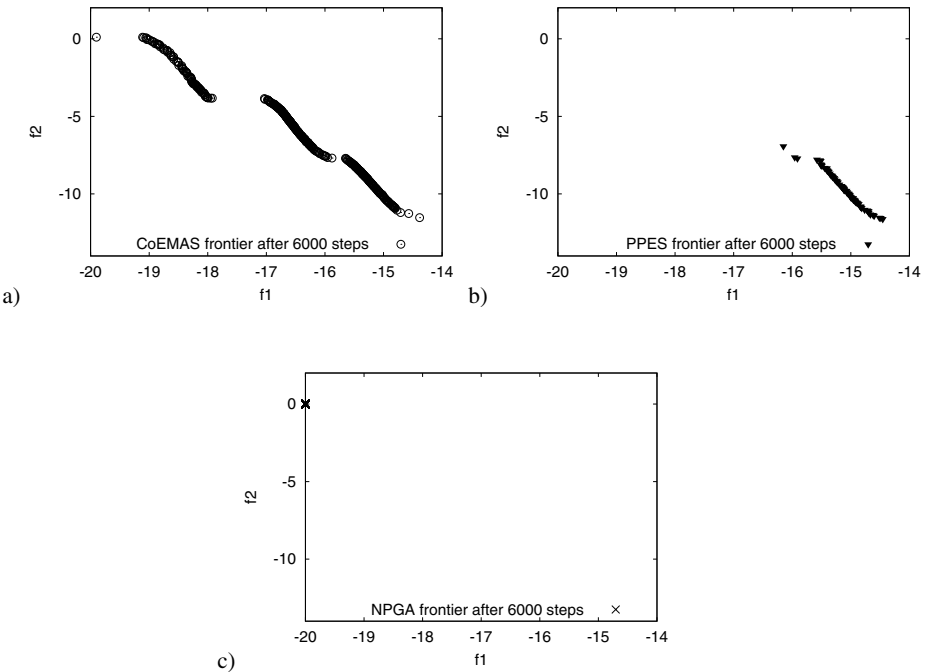 0
-5
-10
f2
CoEMAS frontier after 6000 steps
-20 -19 -18 -17 -16 -15 -14
f1
a)
0
-5
-10
f2
PPES frontier after 6000 steps
-20 -19 -18 -17 -16 -15 -14
f1
b)
0
-5
-10
f2
NPGA frontier after 6000 steps
-20 -19 -18 -17 -16 -15 -14
f1
c)